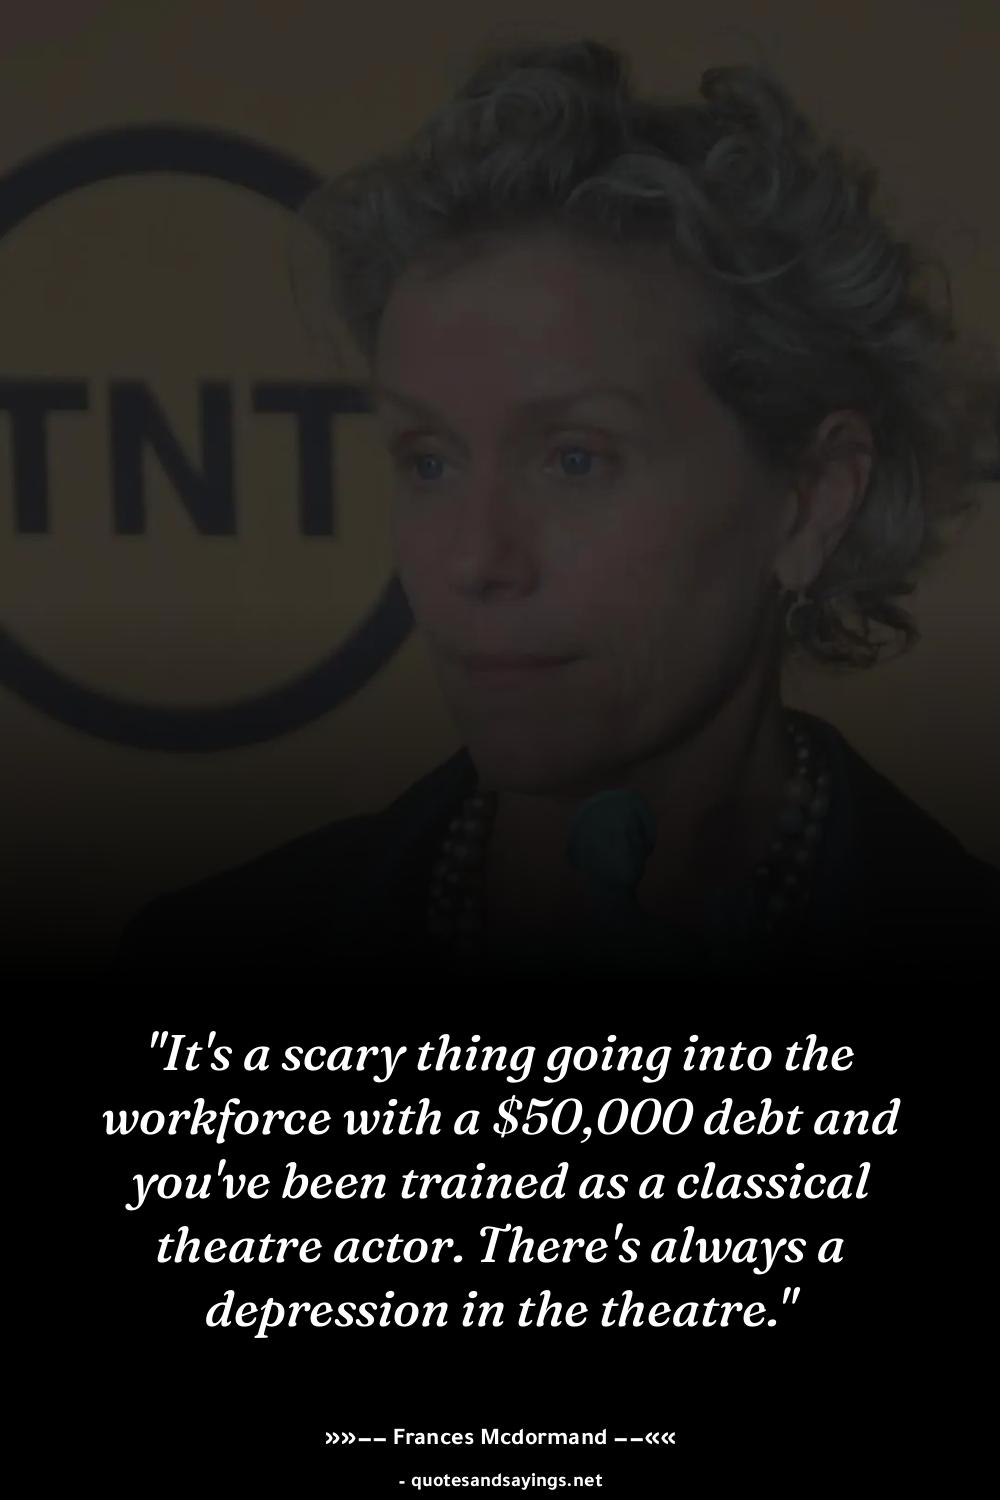 TNT
"It's a scary thing going into the
workforce with a $50,000 debt and
you've been trained as a classical
theatre actor. There's always a
depression in the theatre."
»»−− Frances Mcdormand −−««
- quotesandsayings.net